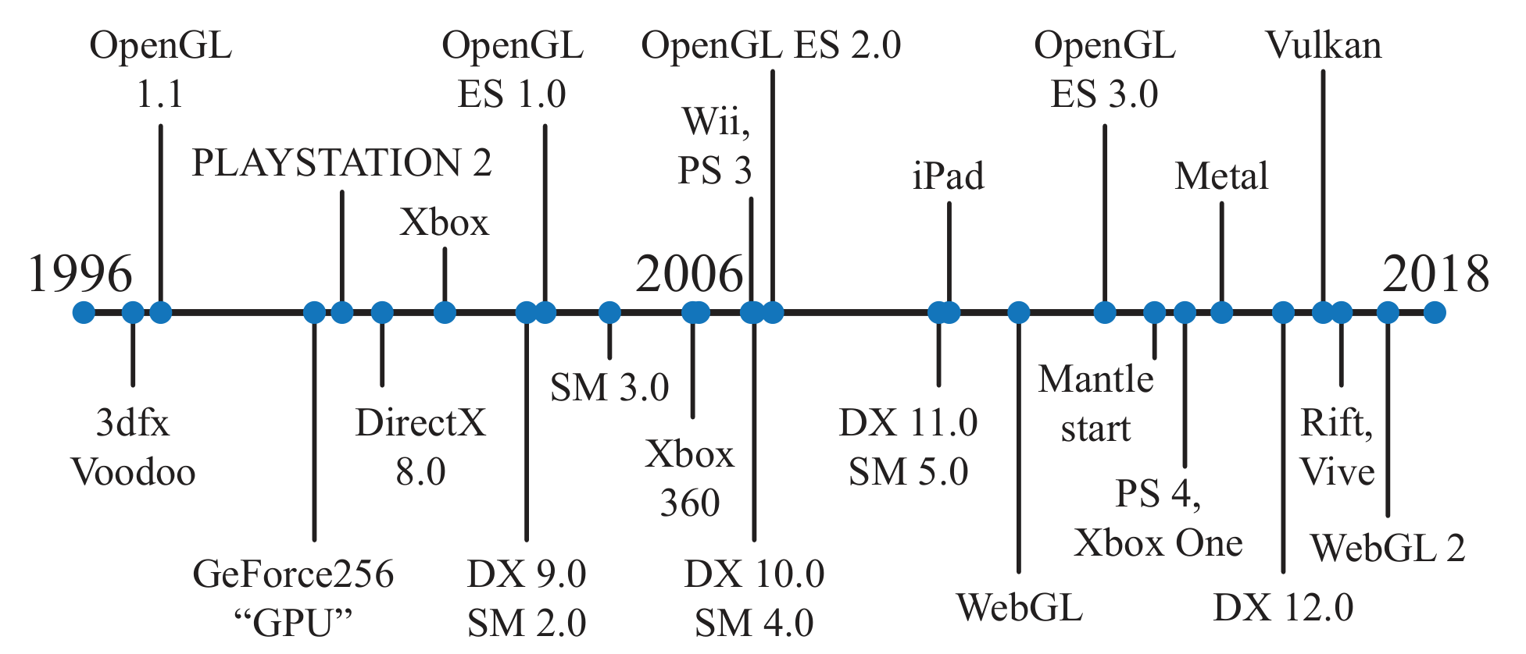 OpenGL
1.1
OpenGL
ES 1.0
OpenGL ES 2.0
OpenGL
ES 3.0
Vulkan
Wii,
PS 3
PLAYSTATION 2
iPad
Metal
Xbox
1996
2006
2018
3dfx
Voodoo
DirectX
8.0
SM 3.0
Xbox
360
DX 11.0
SM 5.0
Mantle
start
PS 4,
Xbox One
Rift,
Vive
WebGL 2
GeForce256
“GPU”
DX 9.0
SM 2.0
DX 10.0
SM 4.0
WebGL
DX 12.0